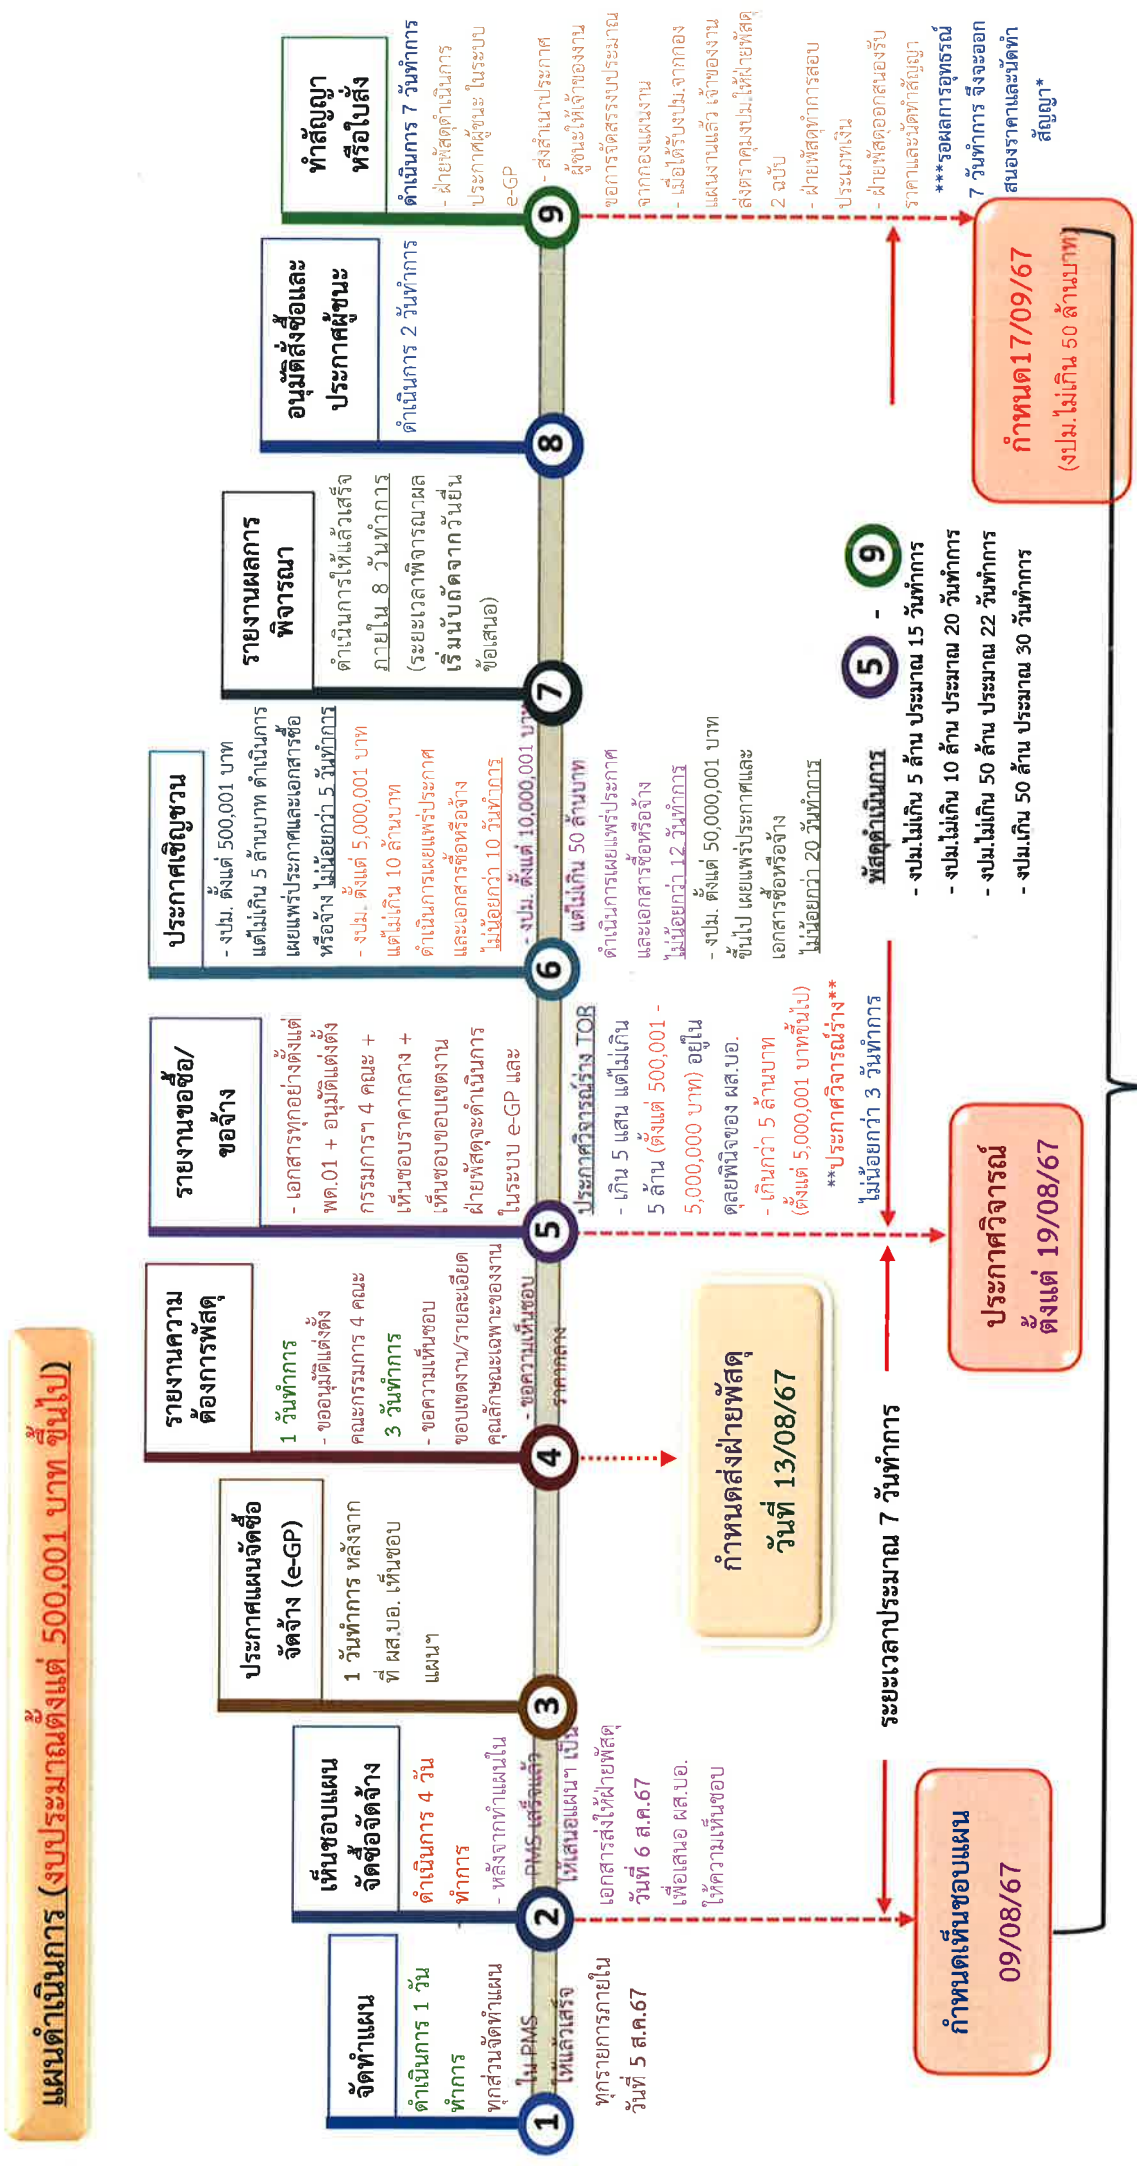 แผนดำเนินการ (งบประมาณตั้งแต่ 500,001 บาท ขึ้นไป)
จัดทำแผน
ดำเนินการ 1 วัน
ทำการ
ทุกส่วนจัดทำแผน
ใน PMS
ให้แล้วเสร็จ
ทุกรายการภายใน
วันที่ 5 ส.ค.67
1
เห็นชอบแผน
จัดซื้อจัดจ้าง
ดำเนินการ 4 วัน
ทำการ
- หลังจากทำแผนใน
PMS เสร็จแล้ว
ให้เสนอแผนฯ เป็น
เอกสารส่งให้ฝ่ายพัสดุ
วันที่ 6 ส.ค.67
เพื่อเสนอ ผส.บอ.
ให้ความเห็นชอบ
2
กำหนดเห็นชอบแผน
09/08/67
ประกาศแผนจัดซื้อ
จัดจ้าง (e-GP)
1 วันทำการ หลังจาก
ที่ ผส.บอ. เห็นชอบ
แผนฯ
3
รายงานความ
ต้องการพัสดุ
1 วันทำการ
- ขออนุมัติแต่งตั้ง
คณะกรรมการ 4 คณะ
3 วันทำการ
- ขอความเห็นชอบ
ขอบเขตงาน/รายละเอียด
คุณลักษณะเฉพาะของงาน
- ขอความเห็นชอบ
ราคากลาง
4
กำหนดส่งฝ่ายพัสดุ
วันที่ 13/08/67
ระยะเวลาประมาณ 7 วันทำการ
รายงานขอซื้อ/
ขอจ้าง
- เอกสารทุกอย่างตั้งแต่
พด.01 + อนุมัติแต่งตั้ง
กรรมการฯ 4 คณะ +
เห็นชอบราคากลาง +
เห็นชอบขอบเขตงาน
ฝ่ายพัสดุจะดำเนินการ
ในระบบ e-GP และ
5
ประกาศวิจารณ์ร่าง TOR
- เกิน 5 แสน แต่ไม่เกิน
5 ล้าน (ตั้งแต่ 500,001 -
5,000,000 บาท) อยู่ใน
ดุลยพินิจของ ผส.บอ.
- เกินกว่า 5 ล้านบาท
(ตั้งแต่ 5,000,001 บาทขึ้นไป)
**ประกาศวิจารณ์ร่าง**
ไม่น้อยกว่า 3 วันทำการ
ประกาศวิจารณ์
ตั้งแต่ 19/08/67
ประกาศเชิญชวน
- งปม. ตั้งแต่ 500,001 บาท
แต่ไม่เกิน 5 ล้านบาท ดำเนินการ
เผยแพร่ประกาศและเอกสารซื้อ
หรือจ้าง ไม่น้อยกว่า 5 วันทำการ
- งปม. ตั้งแต่ 5,000,001 บาท
แต่ไม่เกิน 10 ล้านบาท
ดำเนินการเผยแพร่ประกาศ
และเอกสารซื้อหรือจ้าง
ไม่น้อยกว่า 10 วันทำการ
- งปม. ตั้งแต่ 10,000,001 บาท
แต่ไม่เกิน 50 ล้านบาท
ดำเนินการเผยแพร่ประกาศ
และเอกสารซื้อหรือจ้าง
ไม่น้อยกว่า 12 วันทำการ
- งปม. ตั้งแต่ 50,000,001 บาท
ขึ้นไป เผยแพร่ประกาศและ
เอกสารซื้อหรือจ้าง
ไม่น้อยกว่า 20 วันทำการ
6
รายงานผลการ
พิจารณา
ดำเนินการให้แล้วเสร็จ
ภายใน 8 วันทำการ
(ระยะเวลาพิจารณาผล
เริ่มนับถัดจากวันยื่น
ข้อเสนอ)
7
พัสดุดำเนินการ 5 - 9
- งปม.ไม่เกิน 5 ล้าน ประมาณ 15 วันทำการ
- งปม.ไม่เกิน 10 ล้าน ประมาณ 20 วันทำการ
- งปม.ไม่เกิน 50 ล้าน ประมาณ 22 วันทำการ
- งปม.เกิน 50 ล้าน ประมาณ 30 วันทำการ
อนุมัติสั่งซื้อและ
ประกาศผู้ชนะ
ดำเนินการ 2 วันทำการ
8
ทำสัญญา
หรือใบสั่ง
ดำเนินการ 7 วันทำการ
- ฝ่ายพัสดุดำเนินการ
ประกาศผู้ชนะ ในระบบ
e-GP
- ส่งสำเนาประกาศ
ผู้ชนะให้เจ้าของงาน
ขอการจัดสรรงบประมาณ
จากกองแผนงาน
- เมื่อได้รับงปม.จากกอง
แผนงานแล้ว เจ้าของงาน
ส่งตราคุมงปม.ให้ฝ่ายพัสดุ
2 ฉบับ
- ฝ่ายพัสดุทำการสอบ
ประเภทเงิน
- ฝ่ายพัสดุออกสนองรับ
ราคาและนัดทำสัญญา
***รอผลการอุทธรณ์
7 วันทำการ จึงจะออก
สนองราคาและนัดทำ
สัญญา*
9
กำหนด17/09/67
(งปม.ไม่เกิน 50 ล้านบาท)